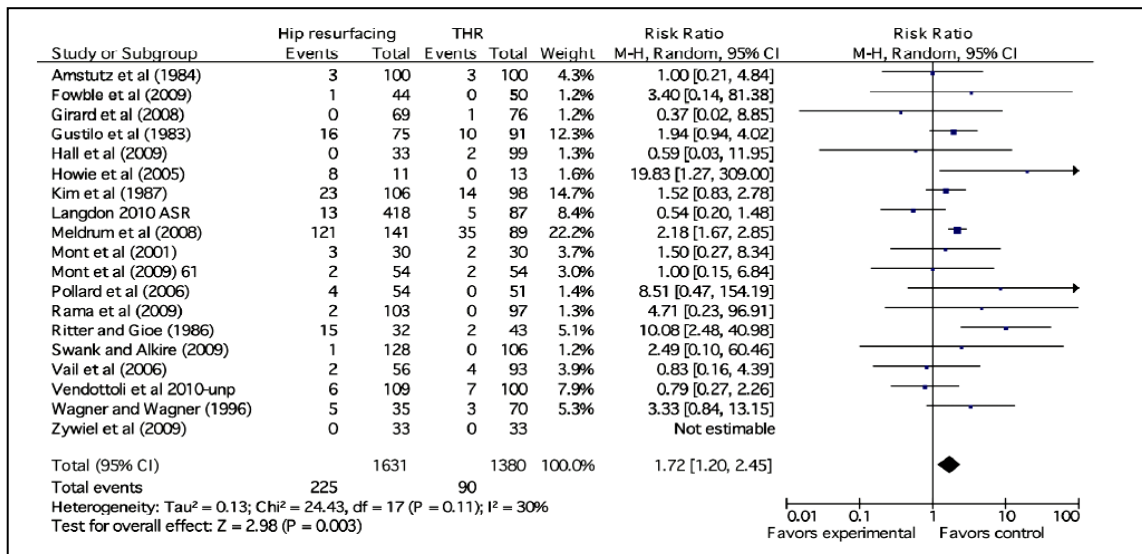 Hip resurfacing THR Risk Ratio Risk Ratio
Study or Subgroup Events Total Events Total Weight M-H, Random, 95% CI M-H, Random, 95% CI
Amstutz et al (1984) 3 100 3 100 4.3% 1.00 [0.21, 4.84]
Fowble et al (2009) 1 44 0 50 1.2% 3.40 [0.14, 81.38]
Girard et al (2008) 0 69 1 76 1.2% 0.37 [0.02, 8.85]
Gustilo et al (1983) 16 75 10 91 12.3% 1.94 [0.94, 4.02]
Hall et al (2009) 0 33 2 99 1.3% 0.59 [0.03, 11.95]
Howie et al (2005) 8 11 0 13 1.6% 19.83 [1.27, 309.00]
Kim et al (1987) 23 106 14 98 14.7% 1.52 [0.83, 2.78]
Langdon 2010 ASR 13 418 5 87 8.4% 0.54 [0.20, 1.48]
Meldrum et al (2008) 121 141 35 89 22.2% 2.18 [1.67, 2.85]
Mont et al (2001) 3 30 2 30 3.7% 1.50 [0.27, 8.34]
Mont et al (2009) 61 2 54 2 54 3.0% 1.00 [0.15, 6.84]
Pollard et al (2006) 4 54 0 51 1.4% 8.51 [0.47, 154.19]
Rama et al (2009) 2 103 0 97 1.3% 4.71 [0.23, 96.91]
Ritter and Gioe (1986) 15 32 2 43 5.1% 10.08 [2.48, 40.98]
Swank and Alkire (2009) 1 128 0 106 1.2% 2.49 [0.10, 60.46]
Vail et al (2006) 2 56 4 93 3.9% 0.83 [0.16, 4.39]
Vendottoli et al 2010-unp 6 109 7 100 7.9% 0.79 [0.27, 2.26]
Wagner and Wagner (1996) 5 35 3 70 5.3% 3.33 [0.84, 13.15]
Zywiel et al (2009) 0 33 0 33 Not estimable
Total (95% CI) 1631 1380 100.0% 1.72 [1.20, 2.45]
Total events 225 90
Heterogeneity: Tau² = 0.13; Chi² = 24.43, df = 17 (P = 0.11); I² = 30%
Test for overall effect: Z = 2.98 (P = 0.003)
0.01 0.1 1 10 100
Favors experimental Favors control